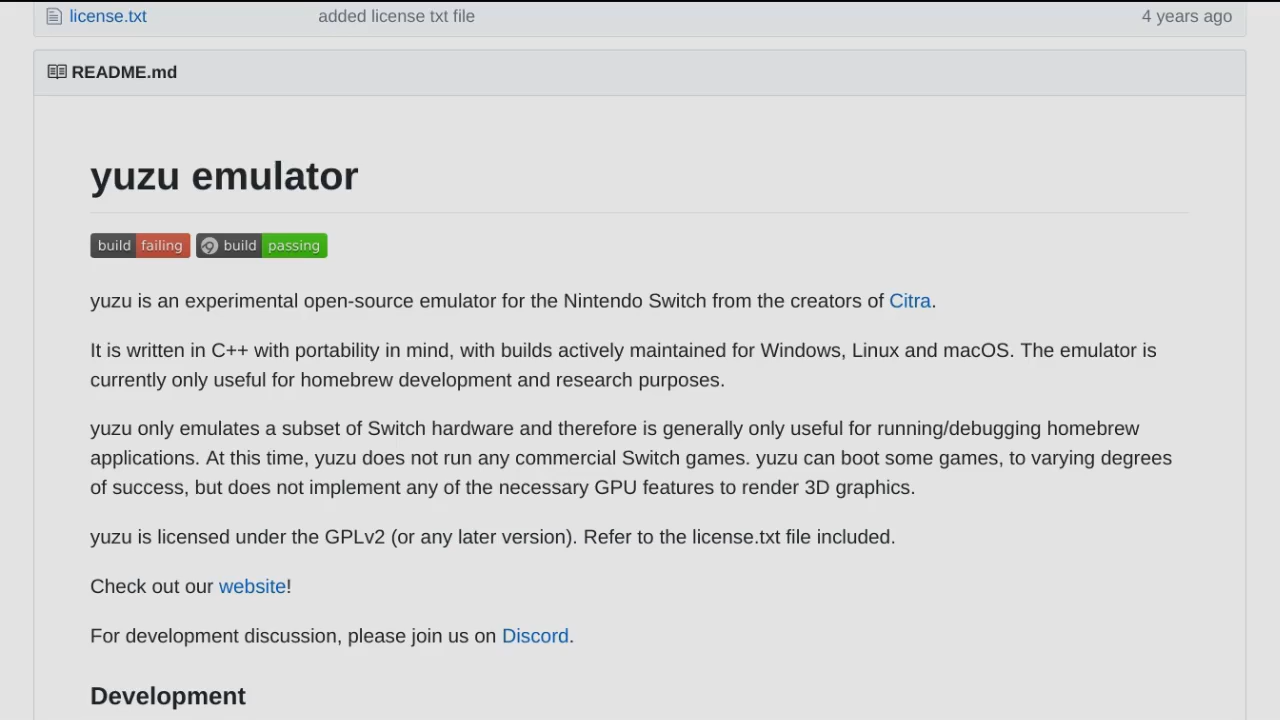 license.txt added license txt file 4 years ago
README.md
yuzu emulator
build failing build passing
yuzu is an experimental open-source emulator for the Nintendo Switch from the creators of Citra.
It is written in C++ with portability in mind, with builds actively maintained for Windows, Linux and macOS. The emulator is
currently only useful for homebrew development and research purposes.
yuzu only emulates a subset of Switch hardware and therefore is generally only useful for running/debugging homebrew
applications. At this time, yuzu does not run any commercial Switch games. yuzu can boot some games, to varying degrees
of success, but does not implement any of the necessary GPU features to render 3D graphics.
yuzu is licensed under the GPLv2 (or any later version). Refer to the license.txt file included.
Check out our website!
For development discussion, please join us on Discord.
Development